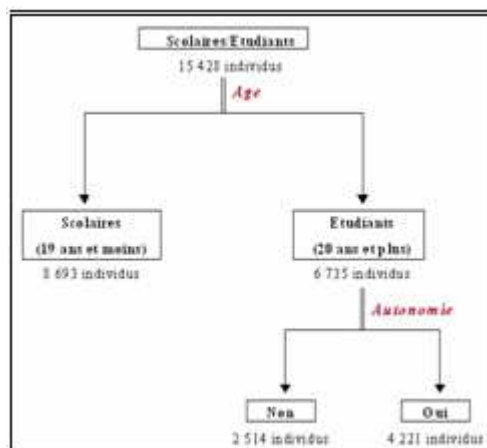 Scolaires/Etudiants
15 428 individus
Age
Scolaires
(19 ans et moins)
8 693 individus
Etudiants
(20 ans et plus)
6 735 individus
Autonomie
Non
2 514 individus
Oui
4 221 individus